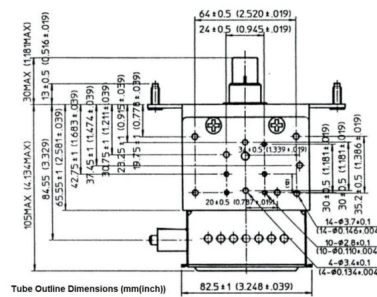 64±0.5 (2.520±.019)
24±0.5 (0.945±.019)
30MAX (1,181MAX)
13±0.5 (0.516±.019)
105MAX (4.134MAX)
84.55 (3.329)
65.55±1 (2.581±.039)
42.75±1 (1.683±.039)
37.45±1 (1.474±.039)
30.75±1 (1.211±.039)
23.25±1 (0.915±.039)
19.75±1 (0.778±.039)
34±0.5 (1.339±.019)
30±0.5 (1.181±.019)
30±0.5 (1.181±.019)
35.2±0.5 (1.386±.019)
20±0.5 (0.787±.019)
14-Ø3.7±0.1
(14-Ø0.146±.004
10-Ø2.8±0.1
(10-Ø0.110±.004
4-Ø3.4±0.1
(4-Ø0.134±.004
82.5±1 (3.248±.039)
Tube Outline Dimensions (mm(inch))